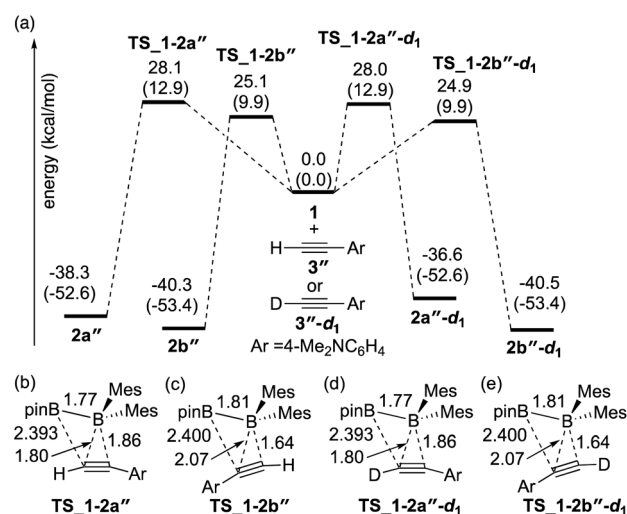 (a)
energy (kcal/mol)
TS_1-2a″
28.1
(12.9)
TS_1-2b″
25.1
(9.9)
TS_1-2a″-d1
28.0
(12.9)
TS_1-2b″-d1
24.9
(9.9)
0.0
(0.0)
1
+
H Ar
3″
or
D Ar
3″-d1
Ar =4-Me2NC6H4
-38.3
(-52.6)
2a″
-40.3
(-53.4)
2b″
-36.6
(-52.6)
2a″-d1
-40.5
(-53.4)
2b″-d1
(b)
1.77
Mes
pinB B Mes
2.393
1.86
1.80
H Ar
TS_1-2a″
(c)
1.81
Mes
pinB B Mes
2.400
1.64
2.07
H
Ar
TS_1-2b″
(d)
1.77
Mes
pinB B Mes
2.393
1.86
1.80
D Ar
TS_1-2a″-d1
(e)
1.81
Mes
pinB B Mes
2.400
1.64
2.07
D
Ar
TS_1-2b″-d1